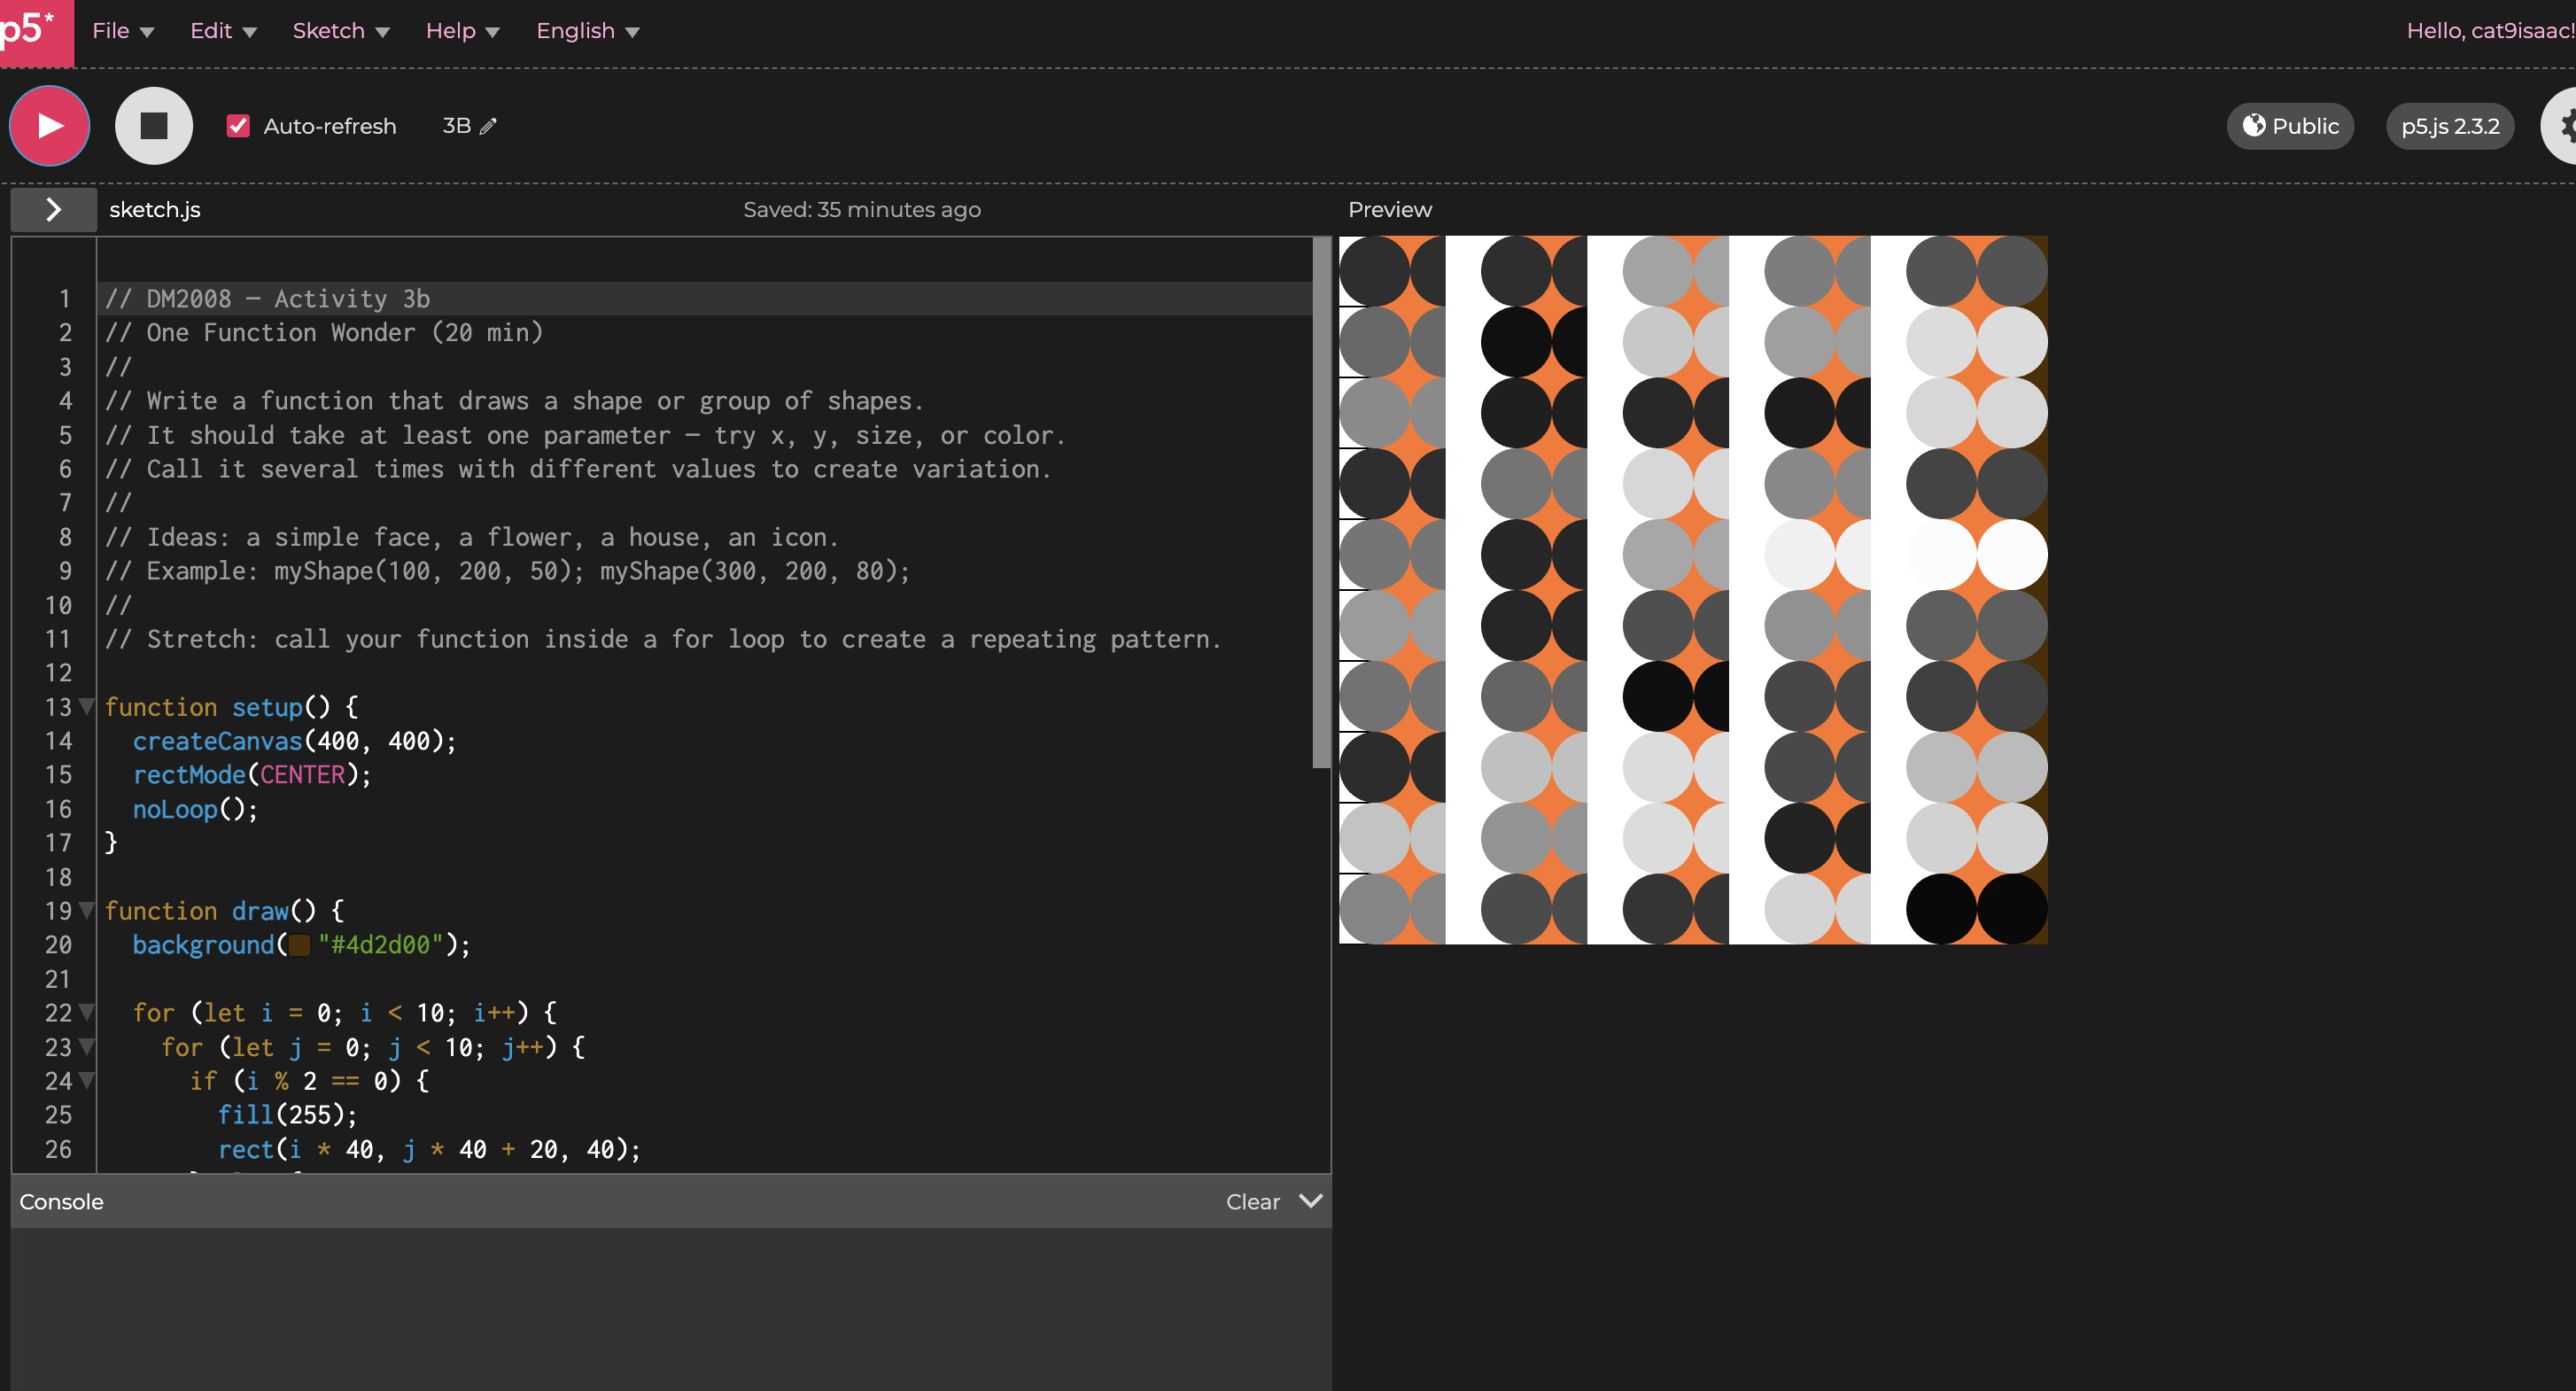 p5* File Edit Sketch Help English Hello, cat9isaac!
Auto-refresh 3B Public p5.js 2.3.2
sketch.js Saved: 35 minutes ago Preview
1 // DM2008 – Activity 3b
2 // One Function Wonder (20 min)
3 //
4 // Write a function that draws a shape or group of shapes.
5 // It should take at least one parameter – try x, y, size, or color.
6 // Call it several times with different values to create variation.
7 //
8 // Ideas: a simple face, a flower, a house, an icon.
9 // Example: myShape(100, 200, 50); myShape(300, 200, 80);
10 //
11 // Stretch: call your function inside a for loop to create a repeating pattern.
12
13 function setup() {
14 createCanvas(400, 400);
15 rectMode(CENTER);
16 noLoop();
17 }
18
19 function draw() {
20 background("#4d2d00");
21
22 for (let i = 0; i < 10; i++) {
23 for (let j = 0; j < 10; j++) {
24 if (i % 2 == 0) {
25 fill(255);
26 rect(i * 40, j * 40 + 20, 40);
Console Clear